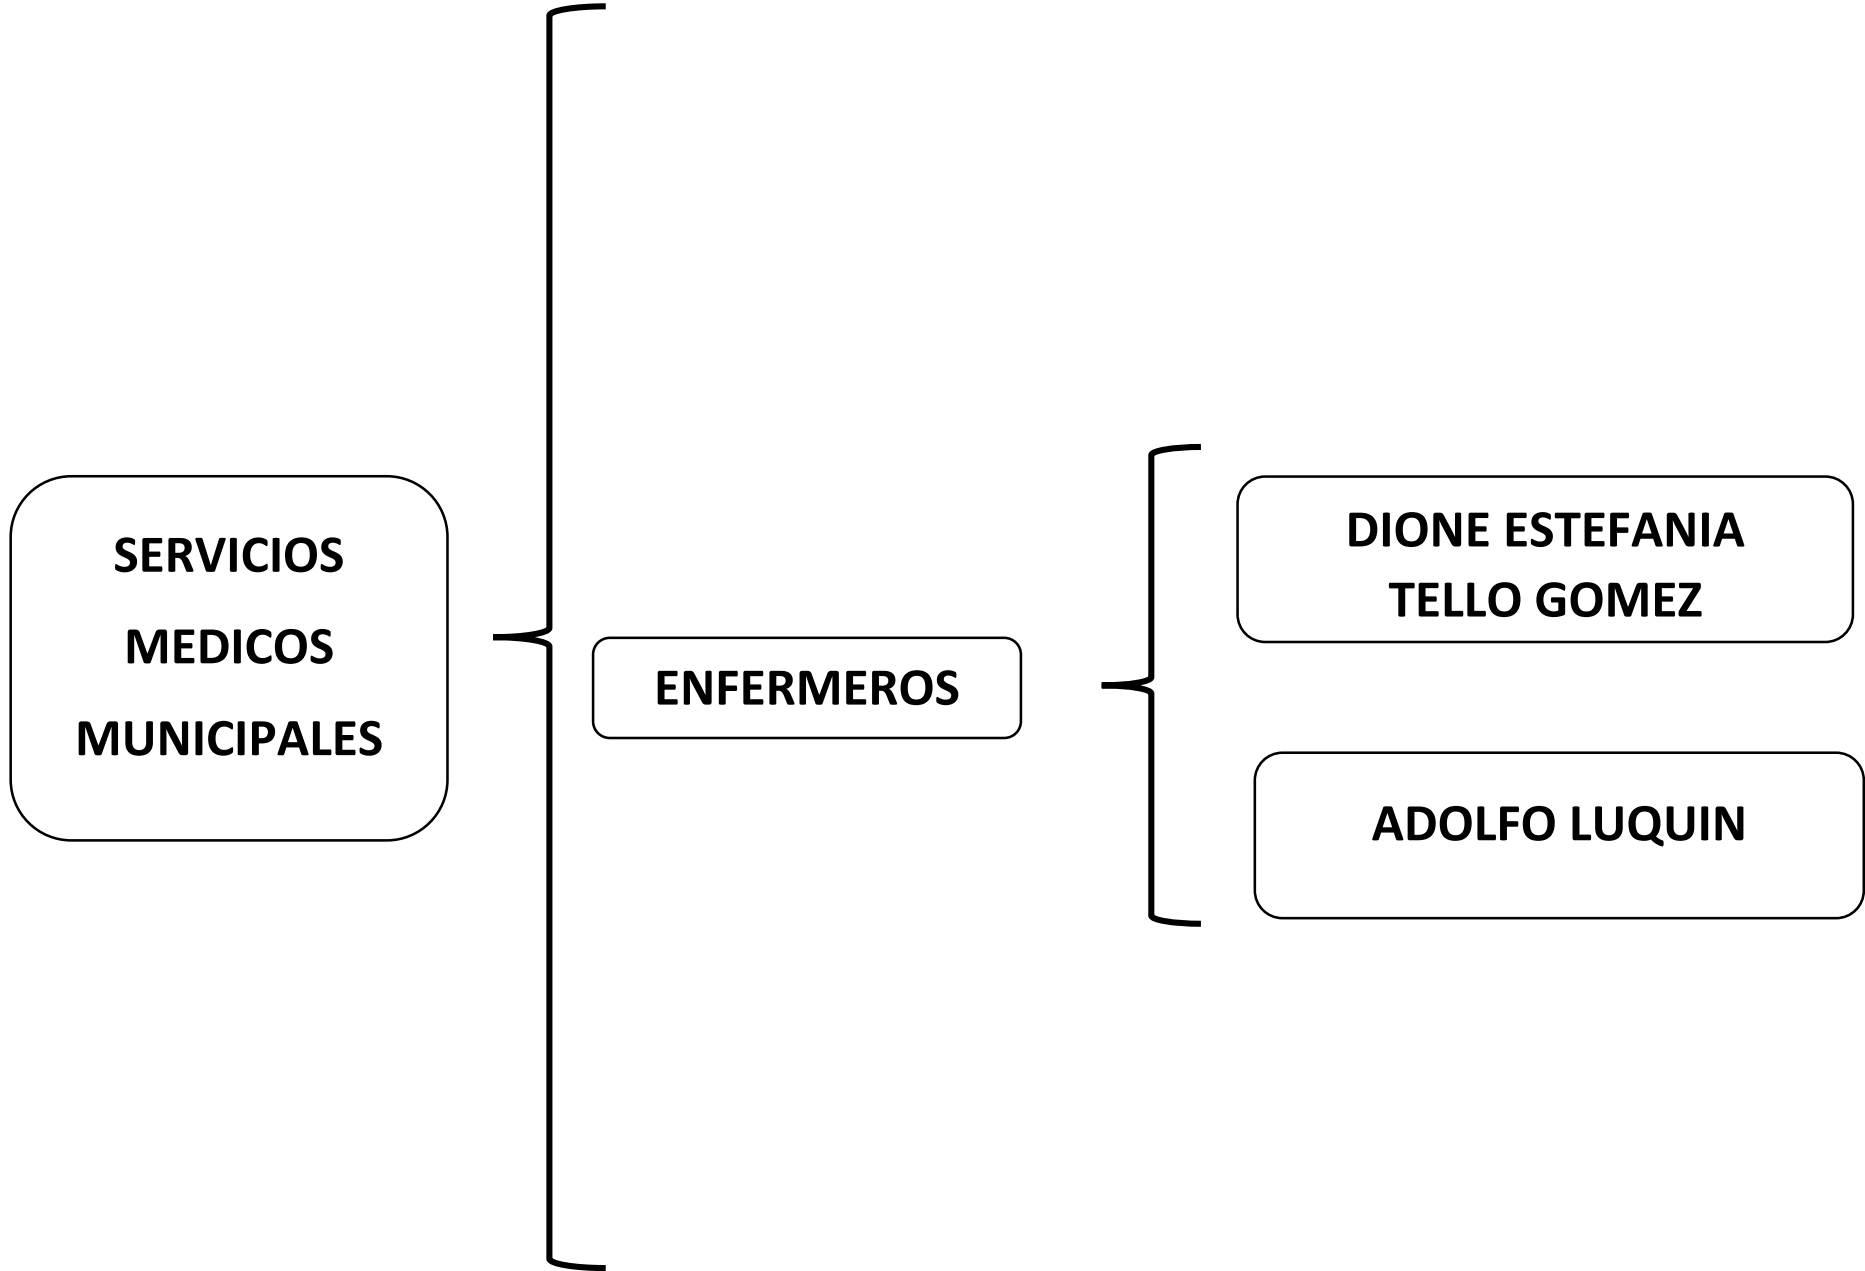 SERVICIOS
MEDICOS
MUNICIPALES
ENFERMEROS
DIONE ESTEFANIA
TELLO GOMEZ
ADOLFO LUQUIN